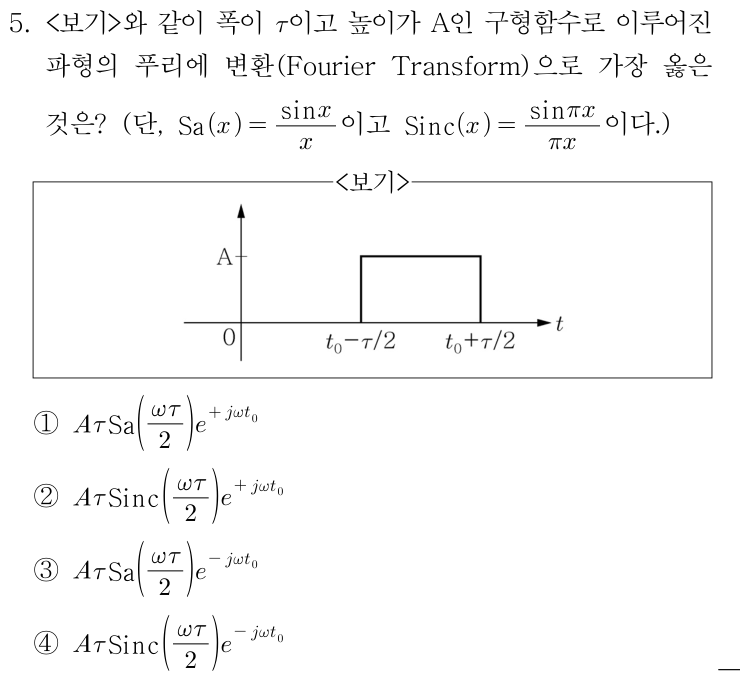 5. <보기>와 같이 폭이 τ이고 높이가 A인 구형함수로 이루어진
파형의 푸리에 변환(Fourier Transform)으로 가장 옳은
것은? (단, Sa(x) = sinx/x 이고 Sinc(x) = sinπx/πx 이다.)
<보기>
A
0 t₀−τ/2 t₀+τ/2 t
① AτSa(ωτ/2)e^{+jωt₀}
② AτSinc(ωτ/2)e^{+jωt₀}
③ AτSa(ωτ/2)e^{−jωt₀}
④ AτSinc(ωτ/2)e^{−jωt₀}